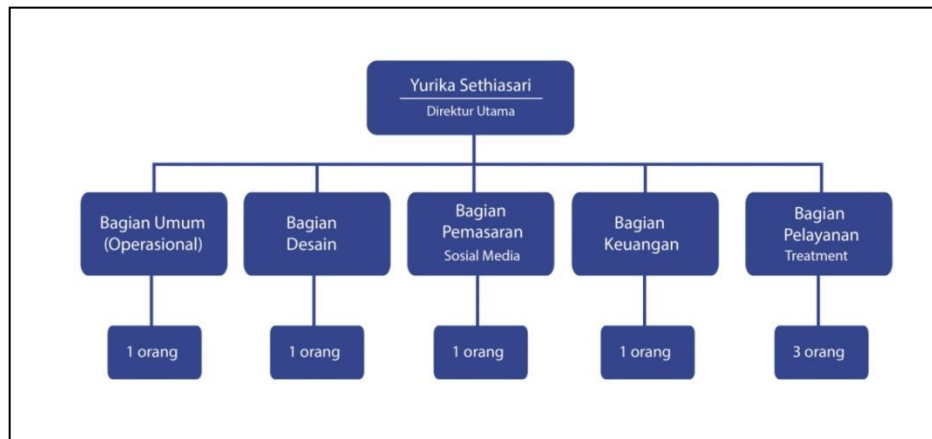 Yurika Sethiasari
Direktur Utama
Bagian Umum
(Operasional)
Bagian
Desain
Bagian
Pemasaran
Sosial Media
Bagian
Keuangan
Bagian
Pelayanan
Treatment
1 orang
1 orang
1 orang
1 orang
3 orang